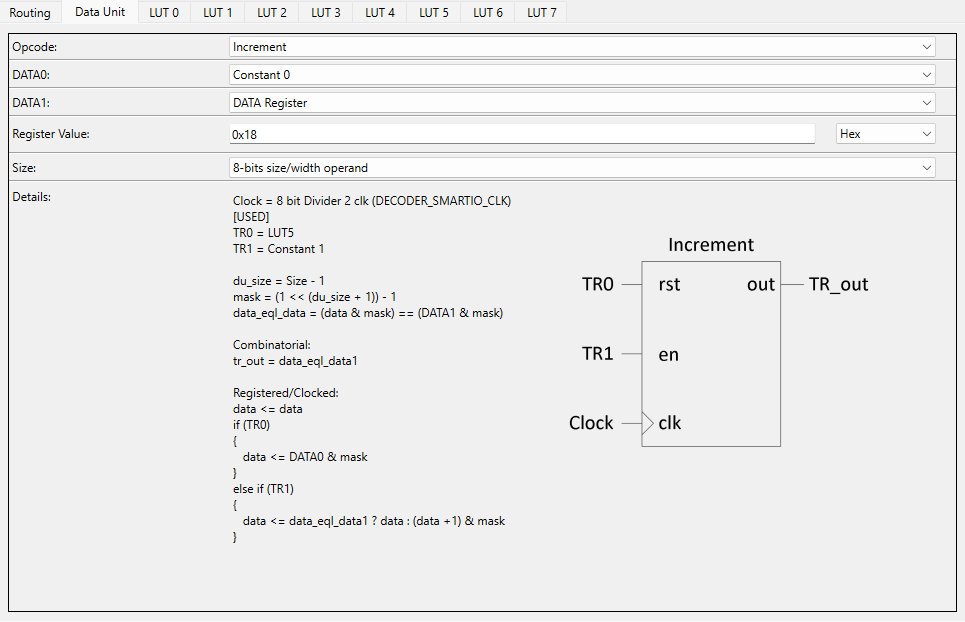 Routing Data Unit LUT 0 LUT 1 LUT 2 LUT 3 LUT 4 LUT 5 LUT 6 LUT 7
Opcode: Increment
DATA0: Constant 0
DATA1: DATA Register
Register Value: 0x18 Hex
Size: 8-bits size/width operand
Details:
Clock = 8 bit Divider 2 clk (DECODER_SMARTIO_CLK)
[USED]
TR0 = LUT5
TR1 = Constant 1
du_size = Size - 1
mask = (1 << (du_size + 1)) - 1
data_eql_data = (data & mask) == (DATA1 & mask)
Combinatorial:
tr_out = data_eql_data1
Registered/Clocked:
data <= data
if (TR0)
{
data <= DATA0 & mask
}
else if (TR1)
{
data <= data_eql_data1 ? data : (data +1) & mask
}
Increment
TR0 rst out TR_out
TR1 en
Clock clk